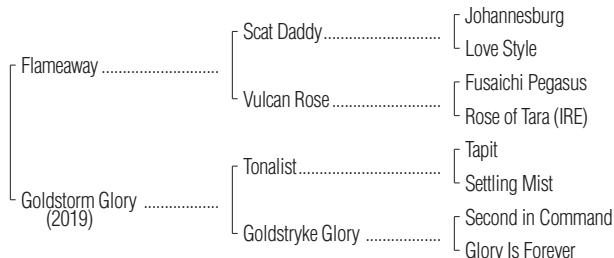 Johannesburg
Scat Daddy
Love Style
Flameaway
Fusaichi Pegasus
Vulcan Rose
Rose of Tara (IRE)
Tapit
Tonalist
Settling Mist
Goldstorm Glory
(2019)
Second in Command
Goldstryke Glory
Glory Is Forever